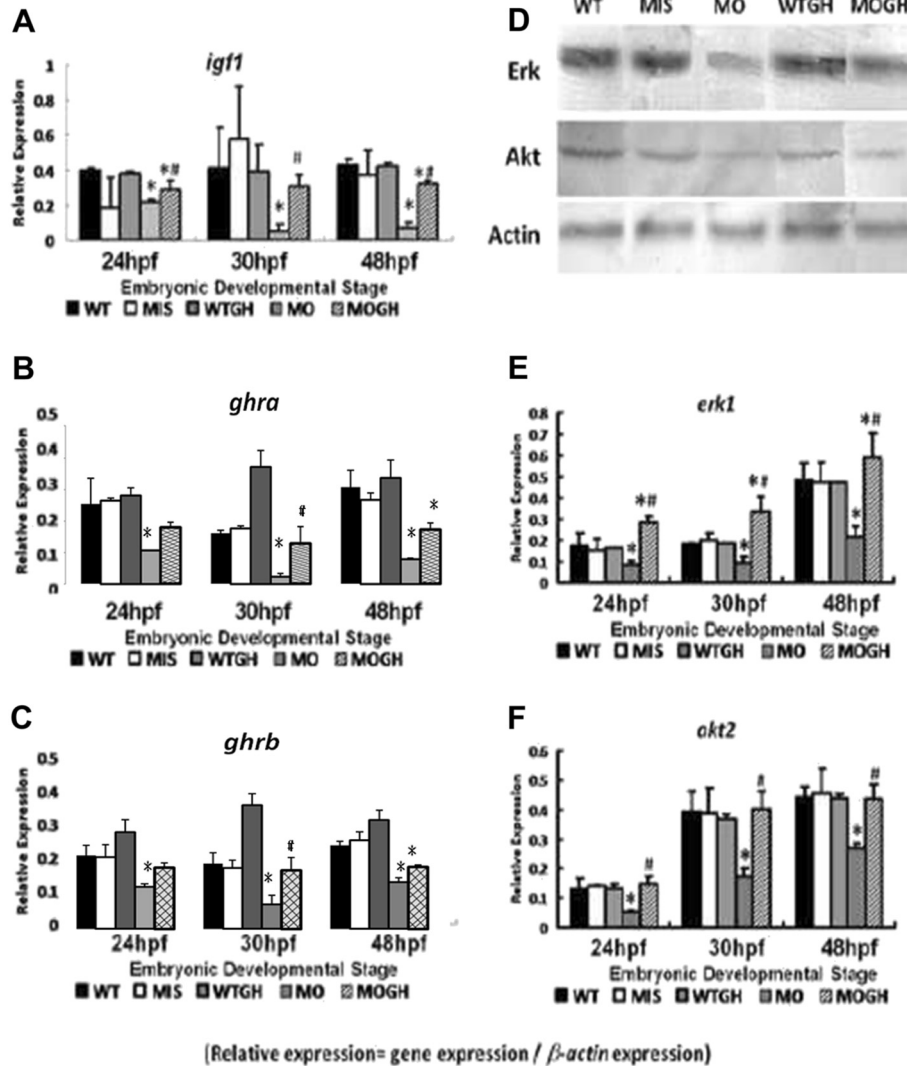 A
igf1
Relative Expression
1
0.8
0.6
0.4
0.2
0
* *# * # * *#
24hpf 30hpf 48hpf
Embryonic Developmental Stage
WT MIS WTGH MO MOGH
B
ghra
Relative Expression
0.5
0.4
0.3
0.2
0.1
0
* * # * *
24hpf 30hpf 48hpf
Embryonic Developmental Stage
WT MIS WTGH MO MOGH
C
ghrb
Relative Expression
0.5
0.4
0.3
0.2
0.1
0
* * # * *
24hpf 30hpf 48hpf
Embryonic Developmental Stage
WT MIS WTGH MO MOGH
D
WT MIS MO WTGH MOGH
Erk
Akt
Actin
E
erk1
Relative Expression
0.8
0.7
0.6
0.5
0.4
0.3
0.2
0.1
0
* *# * *# * *#
24hpf 30hpf 48hpf
Embryonic Developmental Stage
WT MIS WTGH MO MOGH
F
akt2
Relative Expression
0.6
0.5
0.4
0.3
0.2
0.1
0
* # * # * #
24hpf 30hpf 48hpf
Embryonic Developmental Stage
WT MIS WTGH MO MOGH
(Relative expression= gene expression / β-actin expression)